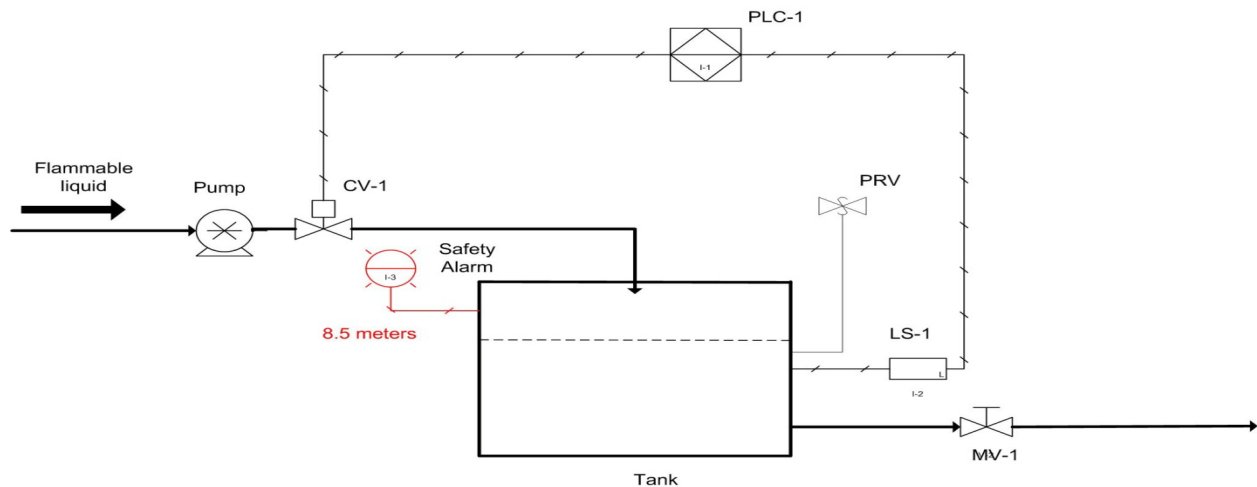 PLC-1
I-1
Flammable
liquid
Pump
CV-1
PRV
Safety
Alarm
I-3
8.5 meters
LS-1
L
I-2
MV-1
Tank